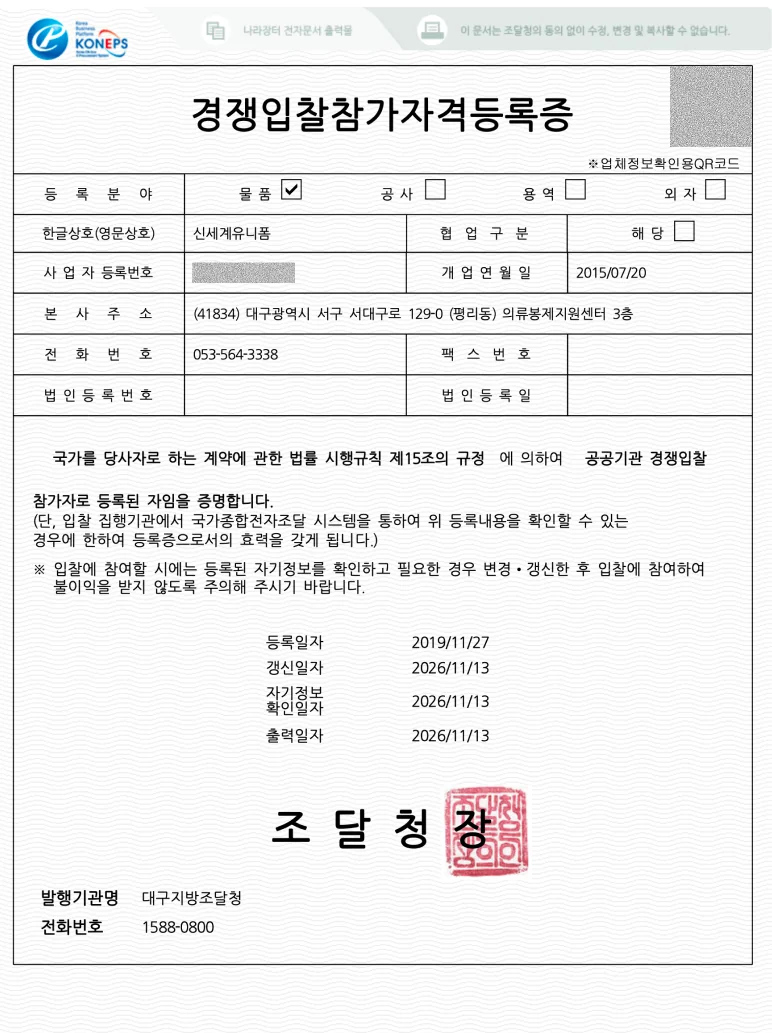 Korea
Business
Platform
KONEPS
나라장터 전자문서 출력물
이 문서는 조달청의 동의 없이 수정, 변경 및 복사할 수 없습니다.
경쟁입찰참가자격등록증
※업체정보확인용QR코드
등 록 분 야 물품 공사 용역 외자
한글상호(영문상호) 신세계유니폼 협 업 구 분 해당
사 업 자 등록번호 개 업 연 월 일 2015/07/20
본 사 주 소 (41834) 대구광역시 서구 서대구로 129-0 (평리동) 의류봉제지원센터 3층
전 화 번 호 053-564-3338 팩 스 번 호
법 인 등 록 번 호 법 인 등 록 일
국가를 당사자로 하는 계약에 관한 법률 시행규칙 제15조의 규정 에 의하여 공공기관 경쟁입찰
참가자로 등록된 자임을 증명합니다.
(단, 입찰 집행기관에서 국가종합전자조달 시스템을 통하여 위 등록내용을 확인할 수 있는
경우에 한하여 등록증으로서의 효력을 갖게 됩니다.)
※ 입찰에 참여할 시에는 등록된 자기정보를 확인하고 필요한 경우 변경•갱신한 후 입찰에 참여하여
불이익을 받지 않도록 주의해 주시기 바랍니다.
등록일자 2019/11/27
갱신일자 2026/11/13
자기정보
확인일자 2026/11/13
출력일자 2026/11/13
조 달 청 장
발행기관명 대구지방조달청
전화번호 1588-0800